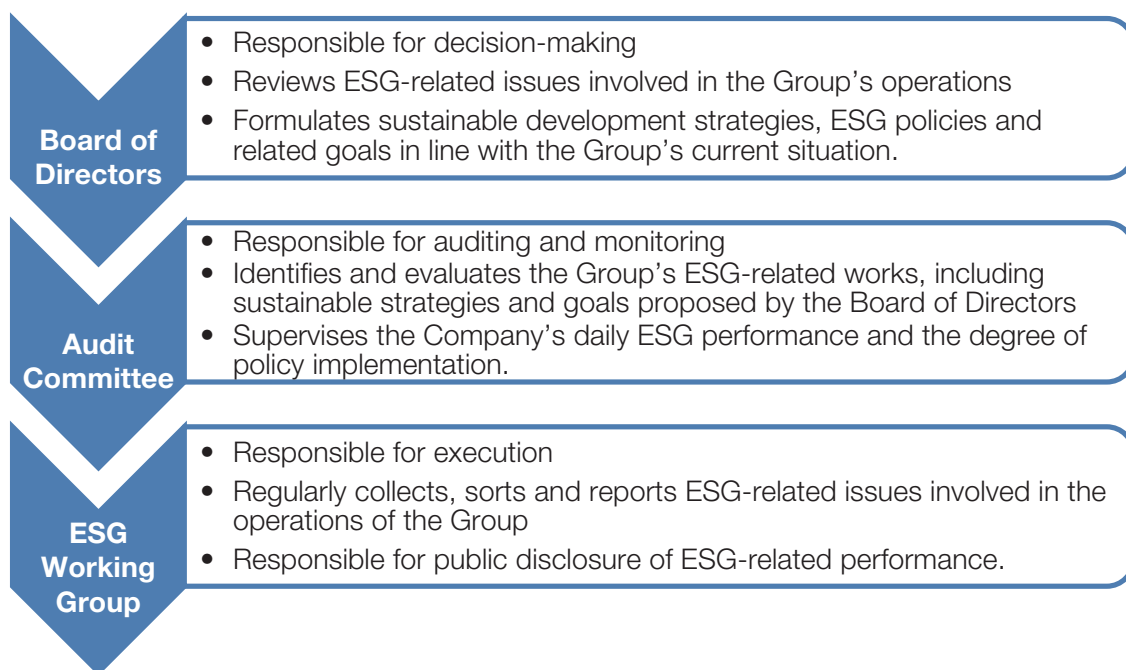 Board of
Directors
• Responsible for decision-making
• Reviews ESG-related issues involved in the Group’s operations
• Formulates sustainable development strategies, ESG policies and
related goals in line with the Group’s current situation.
Audit
Committee
• Responsible for auditing and monitoring
• Identifies and evaluates the Group’s ESG-related works, including
sustainable strategies and goals proposed by the Board of Directors
• Supervises the Company’s daily ESG performance and the degree of
policy implementation.
ESG
Working
Group
• Responsible for execution
• Regularly collects, sorts and reports ESG-related issues involved in the
operations of the Group
• Responsible for public disclosure of ESG-related performance.